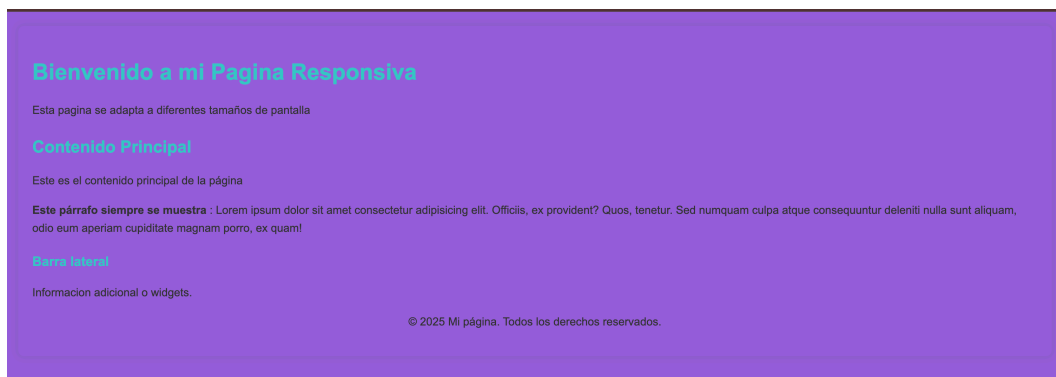 Bienvenido a mi Pagina Responsiva
Esta pagina se adapta a diferentes tamaños de pantalla
Contenido Principal
Este es el contenido principal de la página
Este párrafo siempre se muestra : Lorem ipsum dolor sit amet consectetur adipisicing elit. Officiis, ex provident? Quos, tenetur. Sed numquam culpa atque consequuntur deleniti nulla sunt aliquam,
odio eum aperiam cupiditate magnam porro, ex quam!
Barra lateral
Informacion adicional o widgets.
© 2025 Mi página. Todos los derechos reservados.